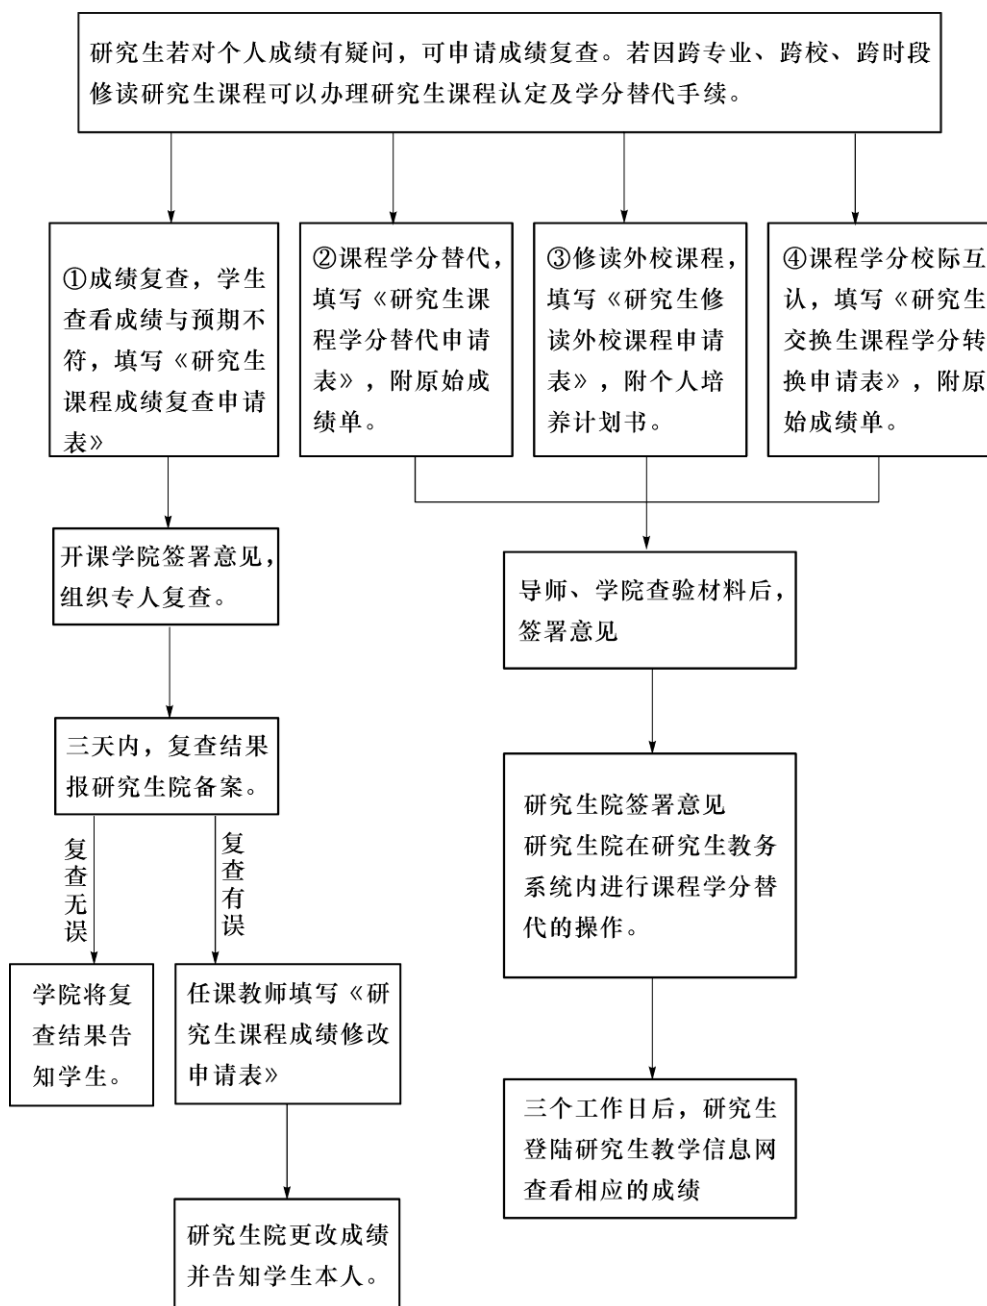 研究生若对个人成绩有疑问，可申请成绩复查。若因跨专业、跨校、跨时段
修读研究生课程可以办理研究生课程认定及学分替代手续。
①成绩复查，学生
查看成绩与预期不
符，填写《研究生
课程成绩复查申请
表》
②课程学分替代，
填写《研究生课
程学分替代申请
表》，附原始成
绩单。
③修读外校课程，
填写《研究生修
读外校课程申请
表》，附个人培
养计划书。
④课程学分校际互
认，填写《研究生
交换生课程学分转
换申请表》，附原
始成绩单。
开课学院签署意见，
组织专人复查。
导师、学院查验材料后，
签署意见
三天内，复查结果
报研究生院备案。
研究生院签署意见
研究生院在研究生教务
系统内进行课程学分替
代的操作。
复查无误
复查有误
学院将复
查结果告
知学生。
任课教师填写《研
究生课程成绩修改
申请表》
三个工作日后，研究生
登陆研究生教学信息网
查看相应的成绩
研究生院更改成绩
并告知学生本人。